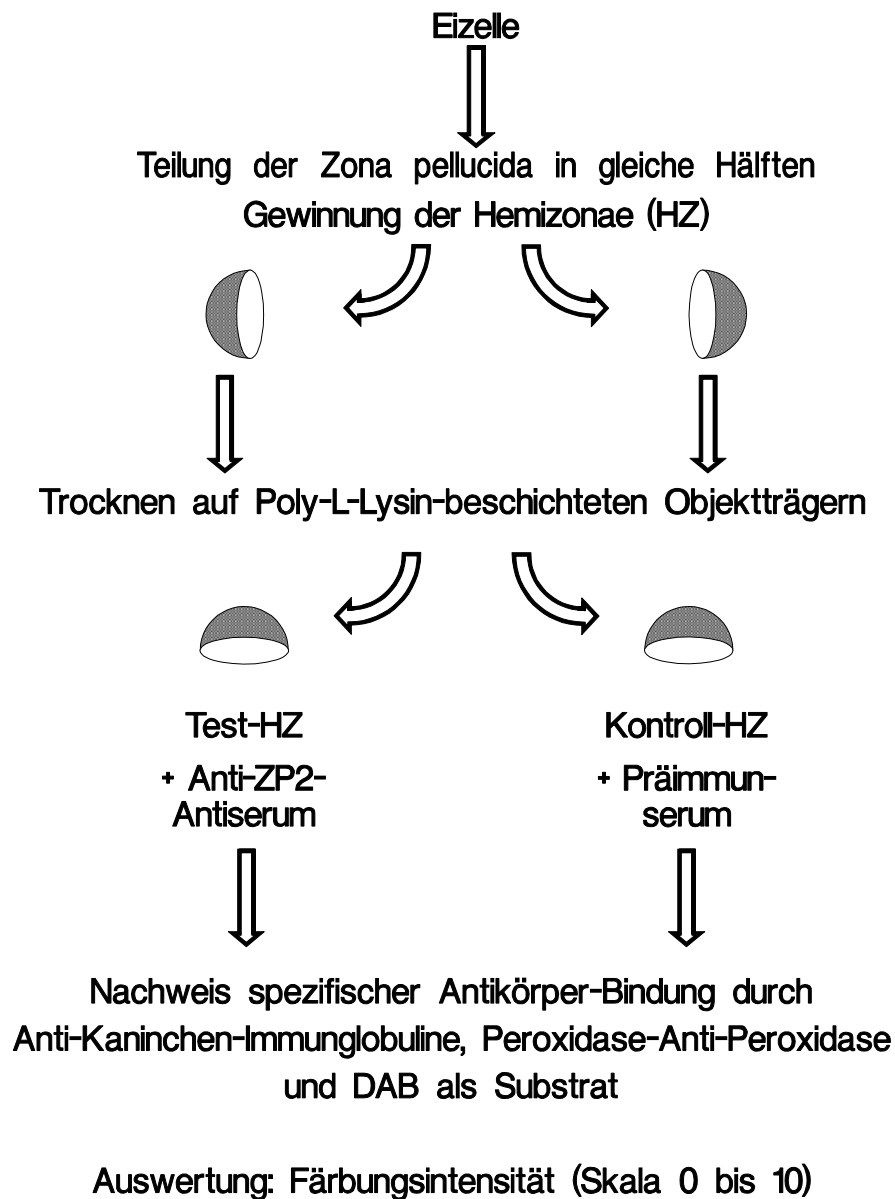 Eizelle
Teilung der Zona pellucida in gleiche Hälften
Gewinnung der Hemizonae (HZ)
Trocknen auf Poly-L-Lysin-beschichteten Objektträgern
Test-HZ
+ Anti-ZP2-
Antiserum
Kontroll-HZ
+ Präimmun-
serum
Nachweis spezifischer Antikörper-Bindung durch
Anti-Kaninchen-Immunglobuline, Peroxidase-Anti-Peroxidase
und DAB als Substrat
Auswertung: Färbungsintensität (Skala 0 bis 10)